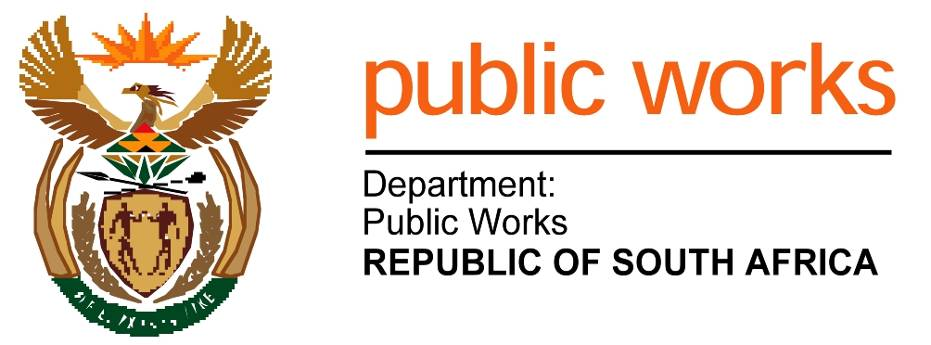 public works
Department:
Public Works
REPUBLIC OF SOUTH AFRICA